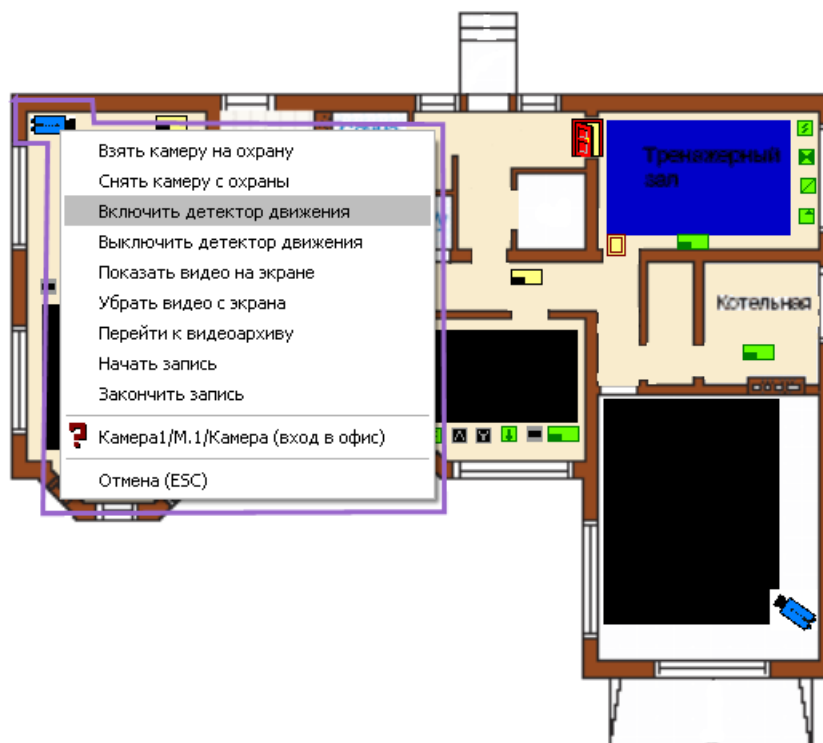 Взять камеру на охрану
Снять камеру с охраны
Включить детектор движения
Выключить детектор движения
Показать видео на экране
Убрать видео с экрана
Перейти к видеоархиву
Начать запись
Закончить запись
Камера1/М.1/Камера (вход в офис)
Отмена (ESC)
Тренажерный
зал
Котельная